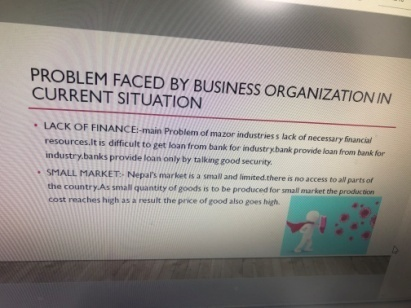 PROBLEM FACED BY BUSINESS ORGANIZATION IN
CURRENT SITUATION
• LACK OF FINANCE:-main Problem of mazor industries s lack of necessary financial
resources.It is difficult to get loan from bank for industry.bank provide loan from bank for
industry.banks provide loan only by talking good security.
• SMALL MARKET:- Nepal's market is a small and limited.there is no access to all parts of
the country.As small quantity of goods is to be produced for small market the production
cost reaches high as a result the price of good also goes high.